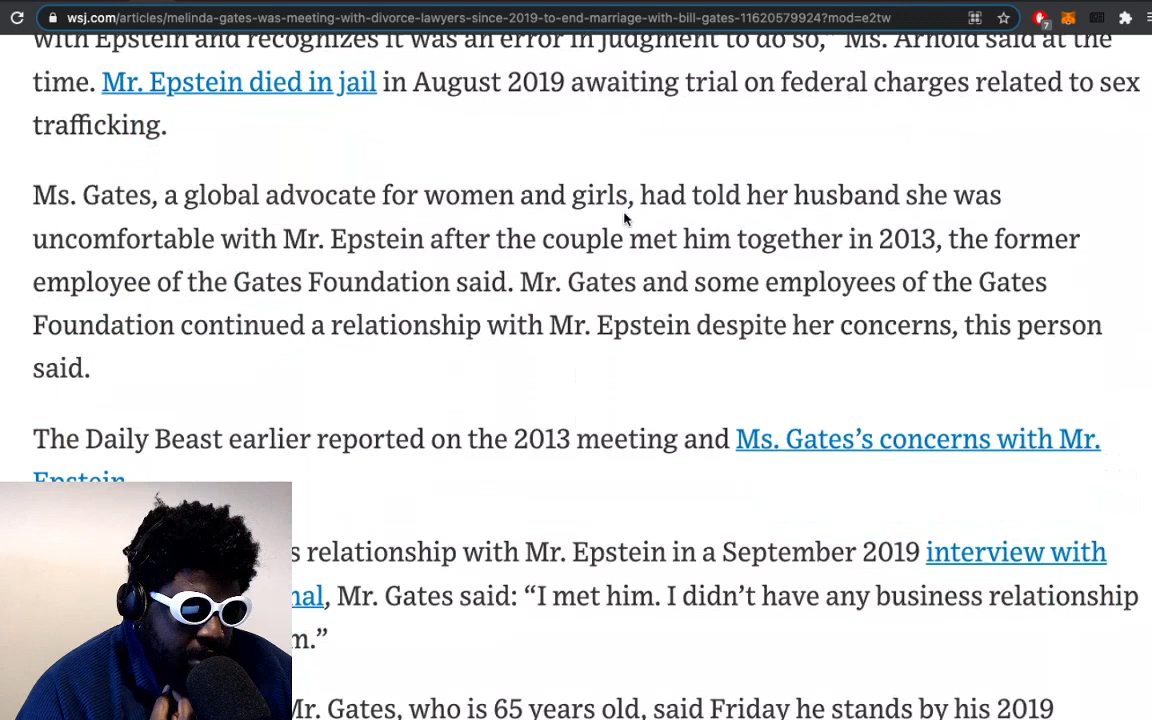 wsj.com/articles/melinda-gates-was-meeting-with-divorce-lawyers-since-2019-to-end-marriage-with-bill-gates-11620579924?mod=e2tw
7
with Epstein and recognizes it was an error in judgment to do so,” Ms. Arnold said at the
time. Mr. Epstein died in jail in August 2019 awaiting trial on federal charges related to sex
trafficking.
Ms. Gates, a global advocate for women and girls, had told her husband she was
uncomfortable with Mr. Epstein after the couple met him together in 2013, the former
employee of the Gates Foundation said. Mr. Gates and some employees of the Gates
Foundation continued a relationship with Mr. Epstein despite her concerns, this person
said.
The Daily Beast earlier reported on the 2013 meeting and Ms. Gates’s concerns with Mr.
Epstein
s relationship with Mr. Epstein in a September 2019 interview with
nal, Mr. Gates said: “I met him. I didn’t have any business relationship
m.”
Mr. Gates, who is 65 years old, said Friday he stands by his 2019